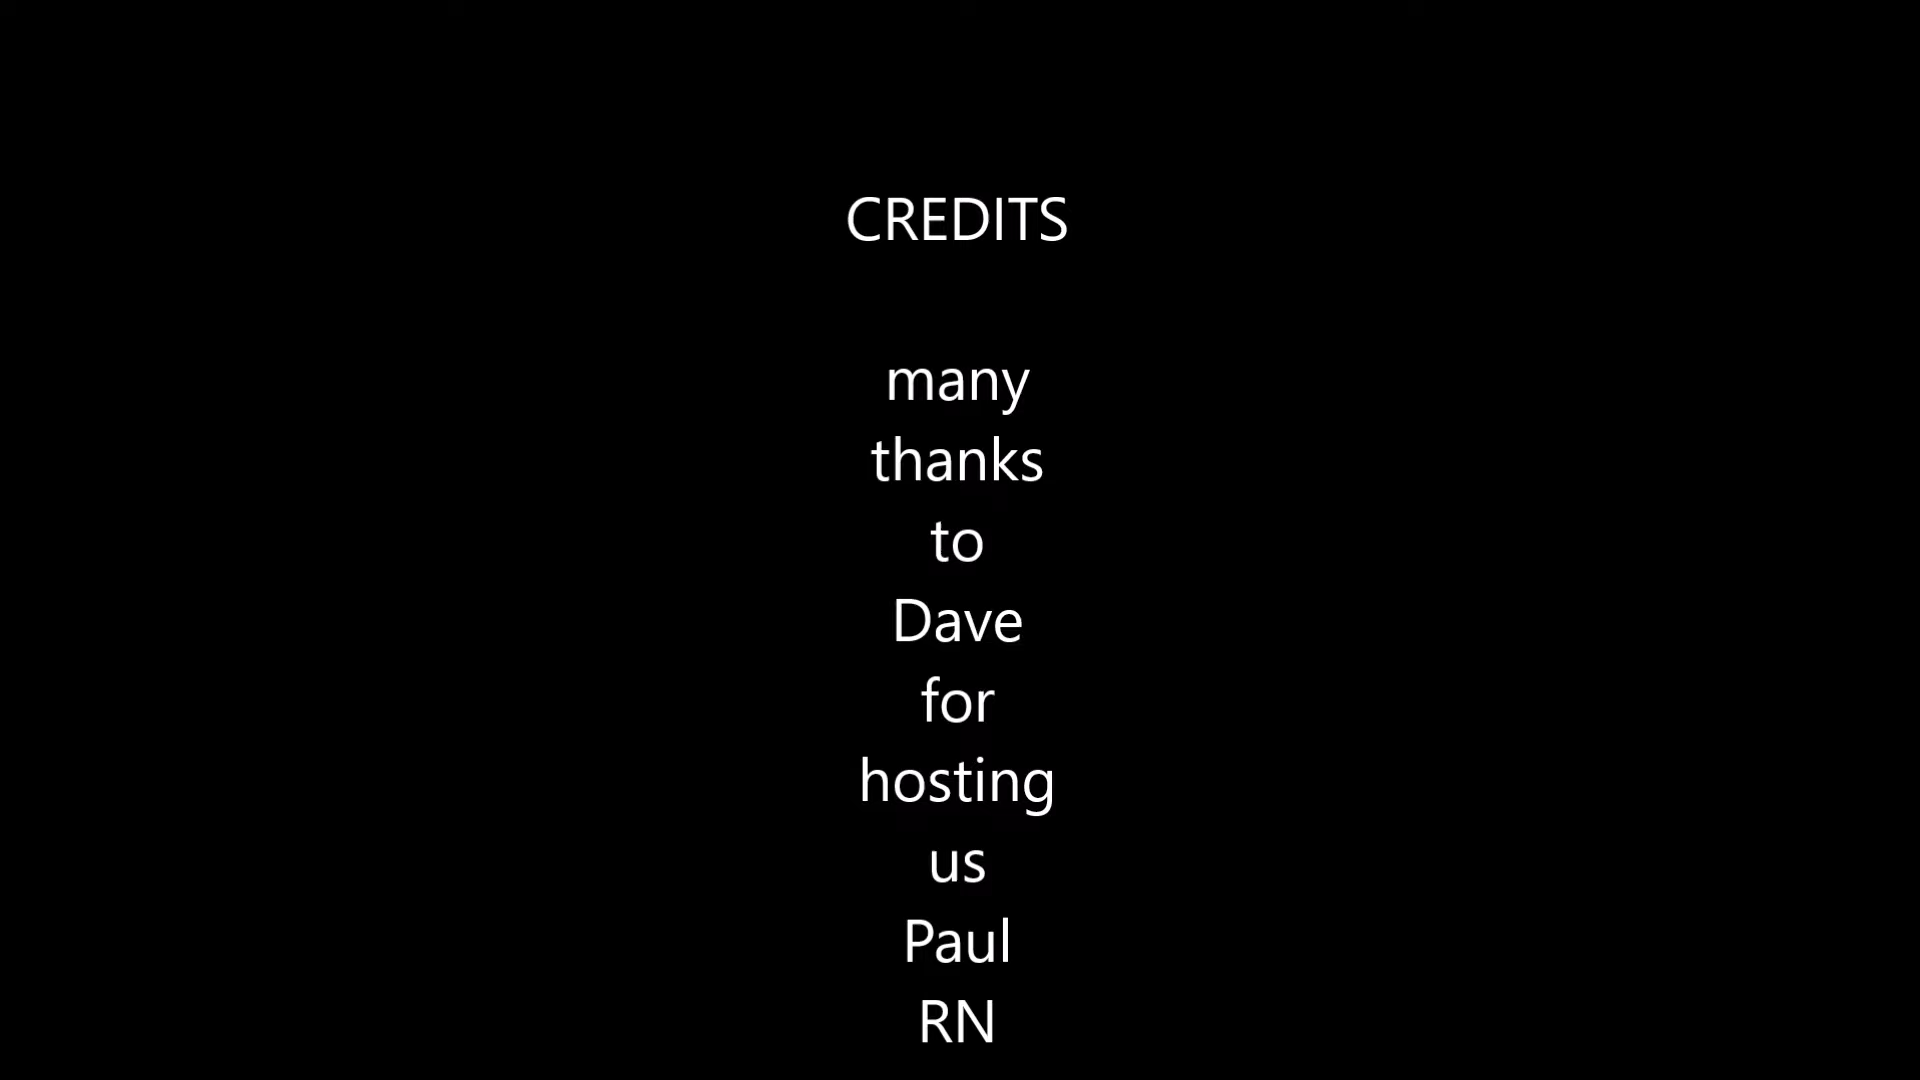 CREDITS
many
thanks
to
Dave
for
hosting
us
Paul
RN